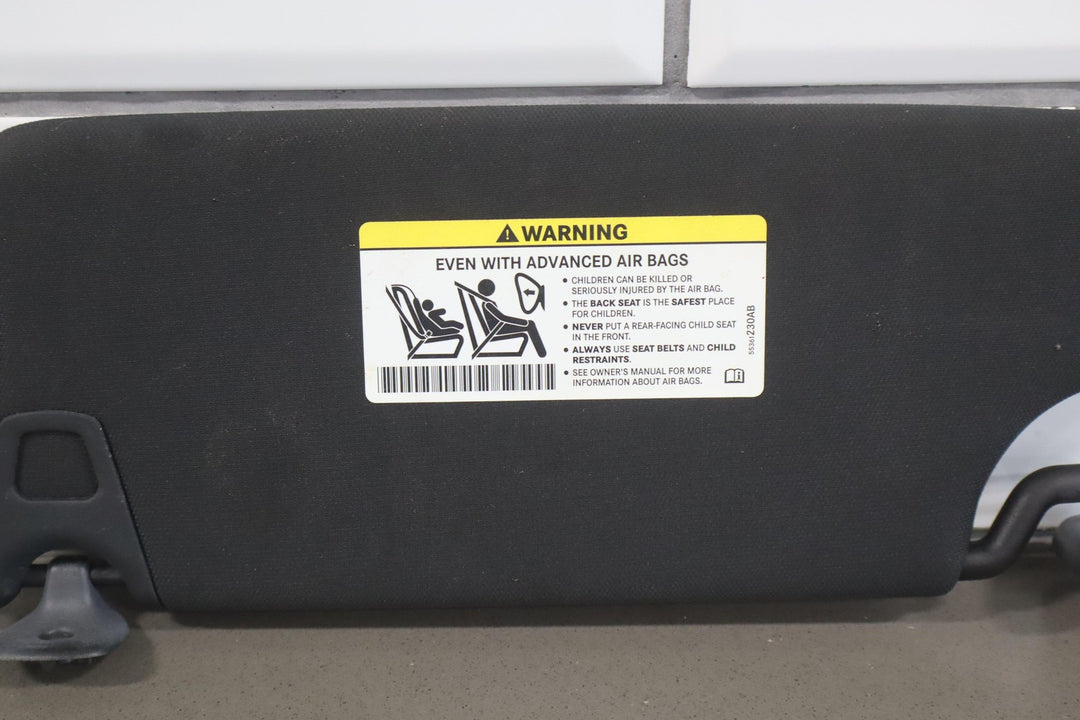 WARNING
EVEN WITH ADVANCED AIR BAGS
• CHILDREN CAN BE KILLED OR
SERIOUSLY INJURED BY THE AIR BAG.
• THE BACK SEAT IS THE SAFEST PLACE
FOR CHILDREN.
• NEVER PUT A REAR-FACING CHILD SEAT
IN THE FRONT.
• ALWAYS USE SEAT BELTS AND CHILD
RESTRAINTS.
• SEE OWNER'S MANUAL FOR MORE
INFORMATION ABOUT AIR BAGS.
55361230AB